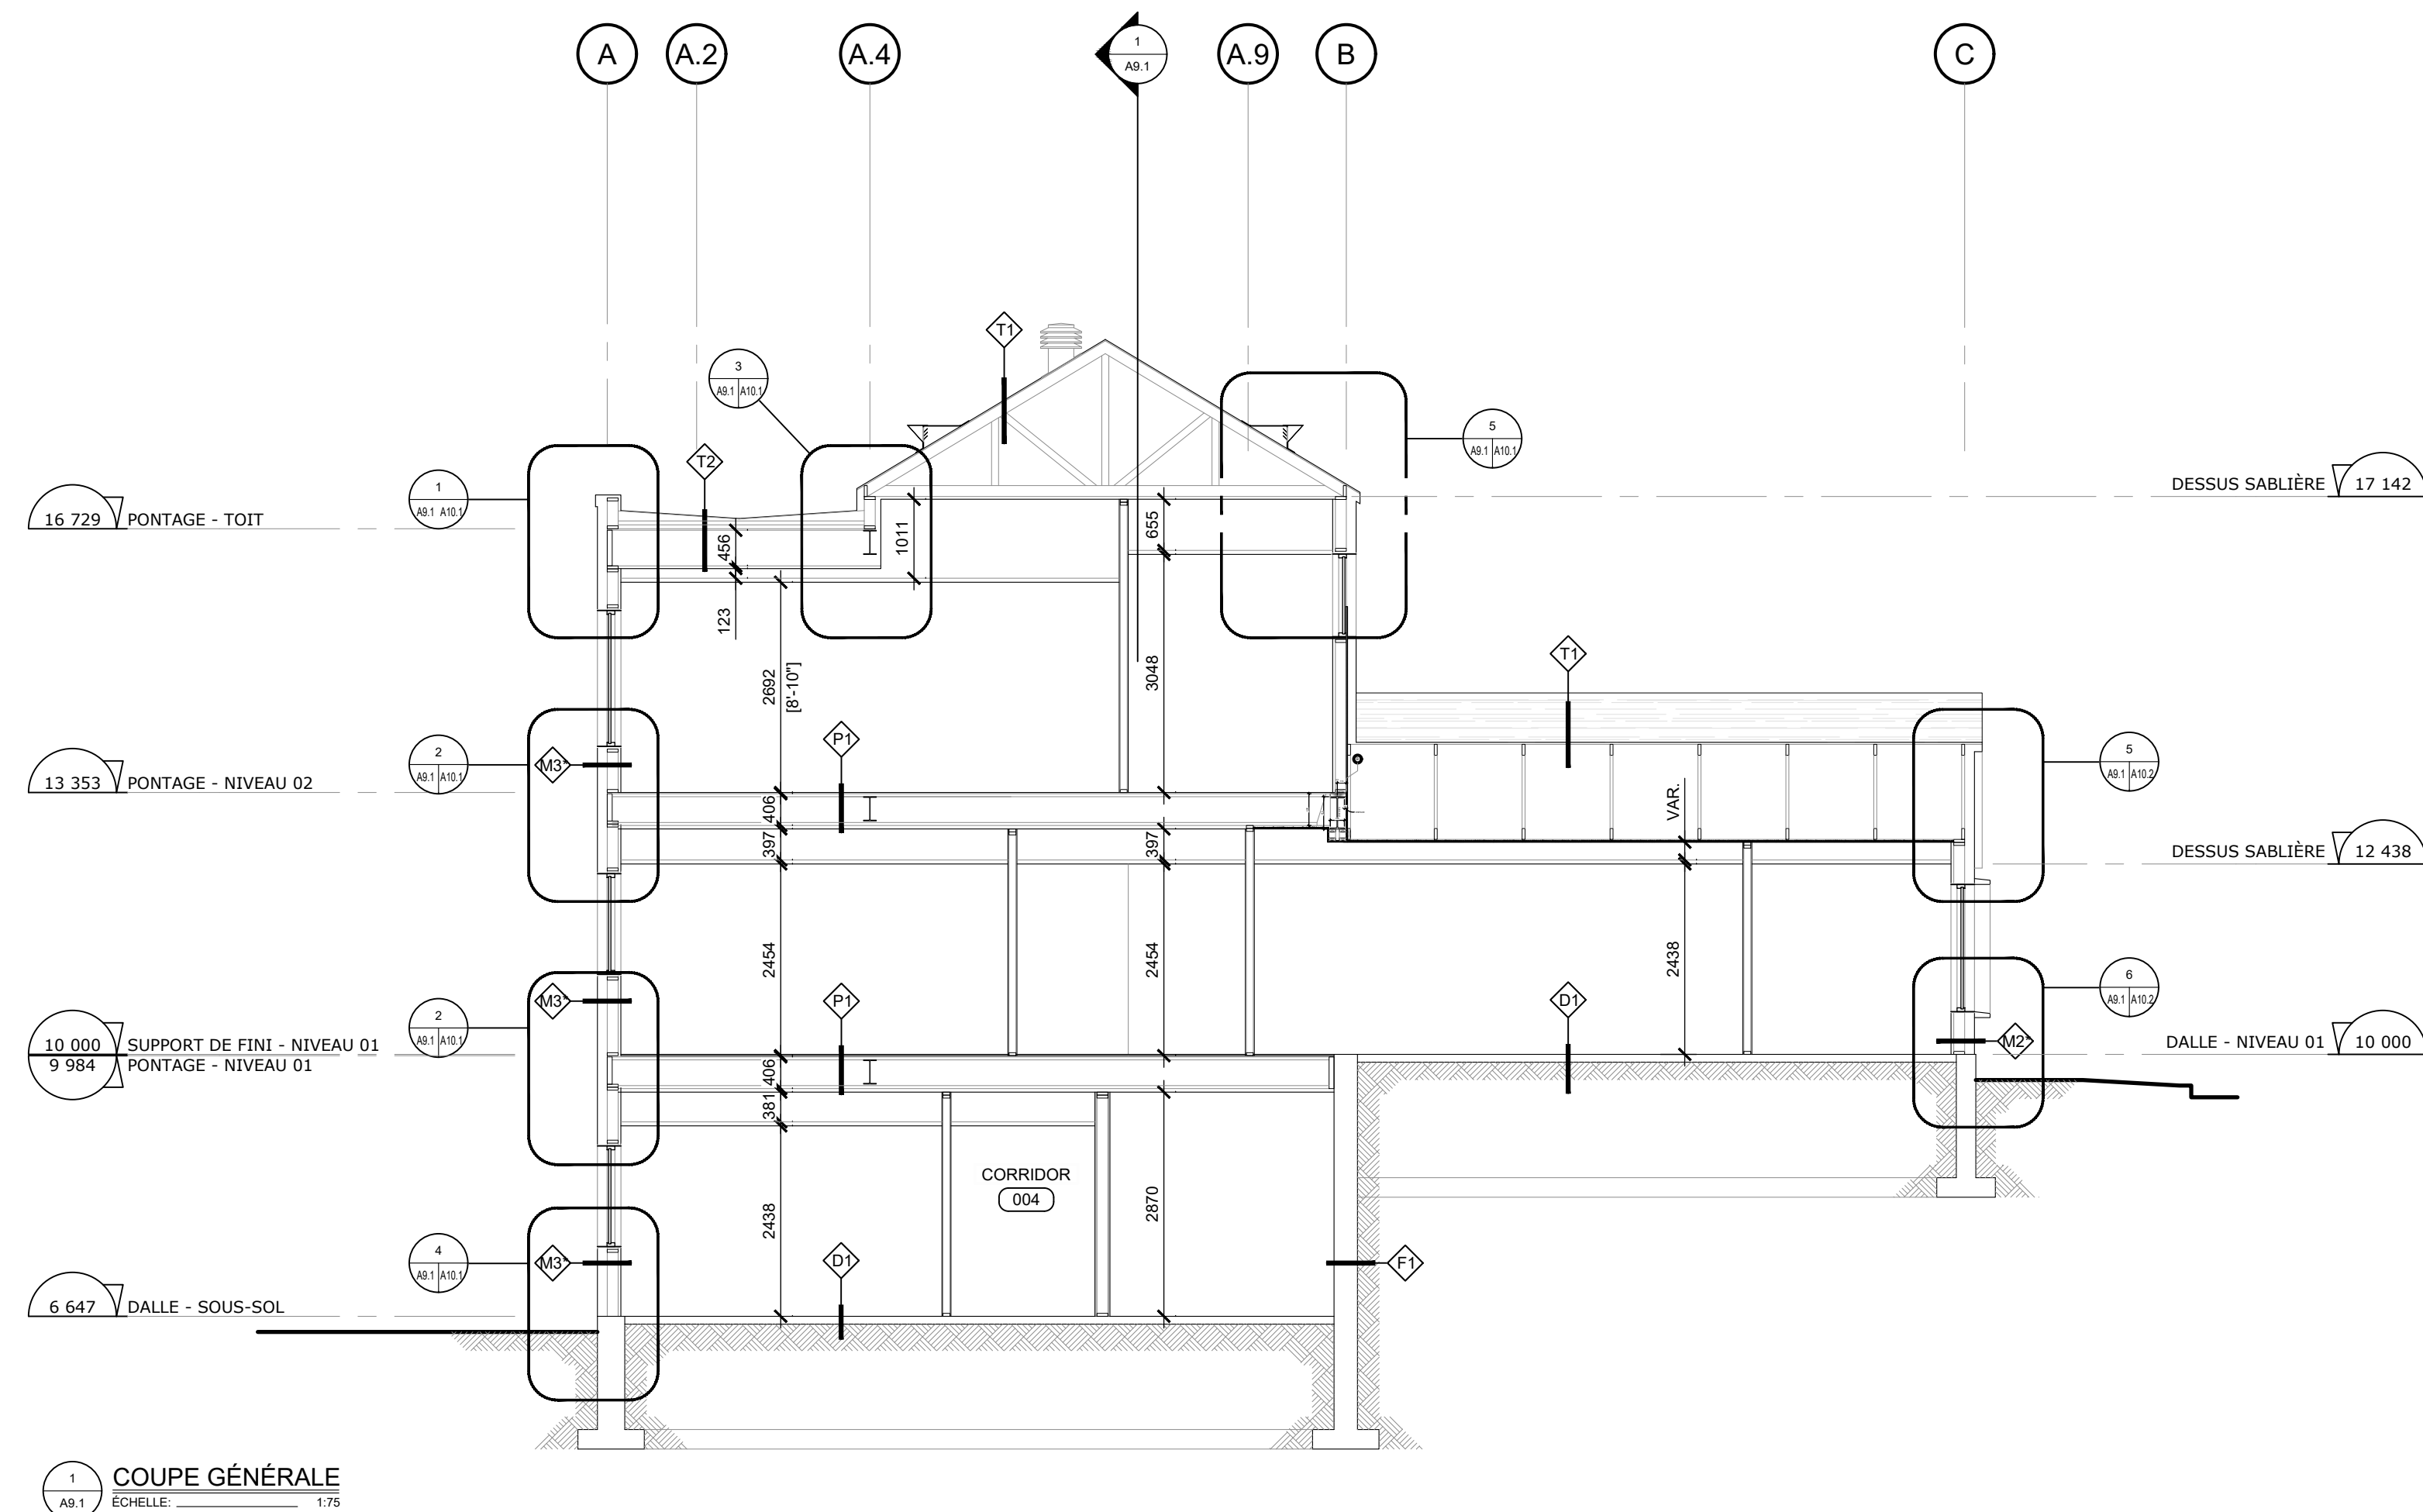 A
A.2
A.4
1
A9.1
A.9
B
C
T1
3
A9.1 A10.1
T2
5
A9.1 A10.1
1
A9.1 A10.1
16 729 PONTAGE - TOIT
DESSUS SABLIÈRE 17 142
456
1011
655
123
2692
[8'-10"]
3048
T1
P1
2
A9.1 A10.1
M3*
5
A9.1 A10.2
13 353 PONTAGE - NIVEAU 02
406
VAR.
397
397
DESSUS SABLIÈRE 12 438
2454
2454
2438
M3*
P1
D1
6
A9.1 A10.2
2
A9.1 A10.1
10 000 SUPPORT DE FINI - NIVEAU 01
9 984 PONTAGE - NIVEAU 01
M2*
DALLE - NIVEAU 01 10 000
406
381
CORRIDOR
004
2438
2870
4
A9.1 A10.1
M3*
D1
F1
6 647 DALLE - SOUS-SOL
1
A9.1
COUPE GÉNÉRALE
ÉCHELLE: 1:75